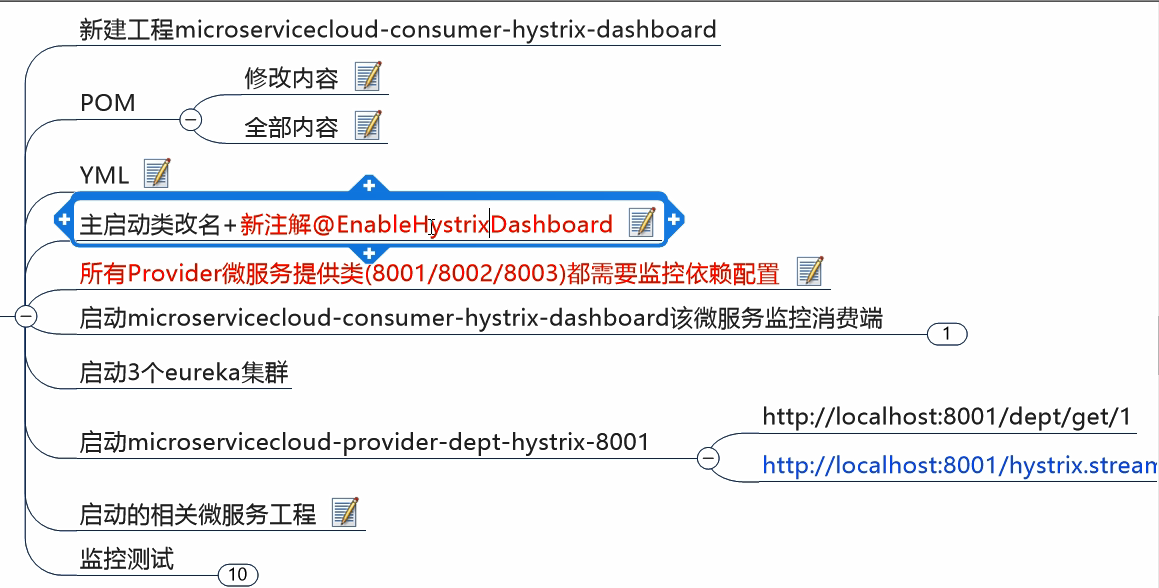 新建工程microservicecloud-consumer-hystrix-dashboard
POM
修改内容
全部内容
YML
主启动类改名+新注解@EnableHystrixDashboard
所有Provider微服务提供类(8001/8002/8003)都需要监控依赖配置
启动microservicecloud-consumer-hystrix-dashboard该微服务监控消费端
1
启动3个eureka集群
启动microservicecloud-provider-dept-hystrix-8001
http://localhost:8001/dept/get/1
http://localhost:8001/hystrix.stream
启动的相关微服务工程
监控测试
10